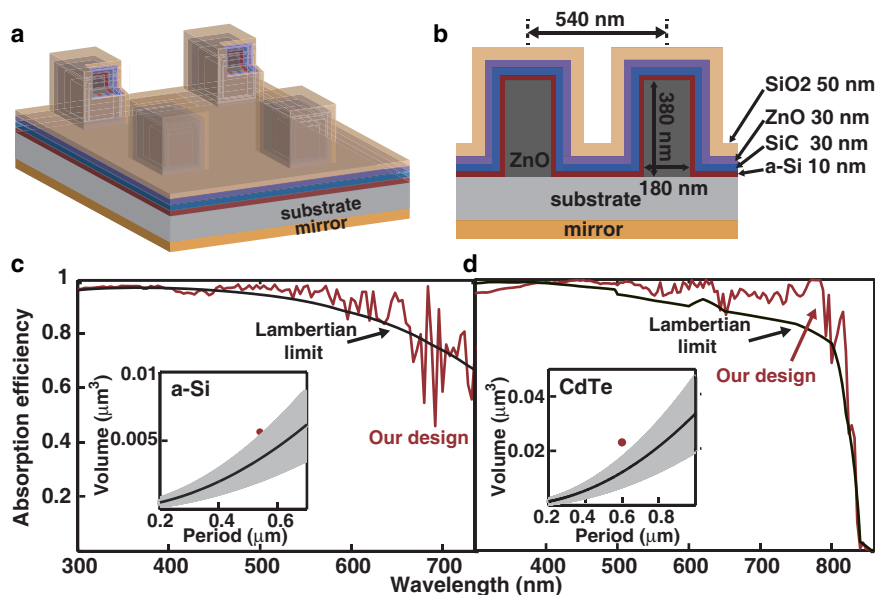 a
substrate
mirror
b
540 nm
380 nm
ZnO
180 nm
substrate
mirror
SiO2 50 nm
ZnO 30 nm
SiC 30 nm
a-Si 10 nm
c
Absorption efficiency
1
0.8
0.6
0.4
0.2
300 400 500 600 700
Lambertian
limit
Our design
a-Si
Volume (μm³)
0.01
0.005
0.2 0.4 0.6
Period (μm)
d
Lambertian
limit
Our design
CdTe
Volume (μm³)
0.04
0.02
0.2 0.4 0.6 0.8
Period (μm)
400 500 600 700 800
Wavelength (nm)